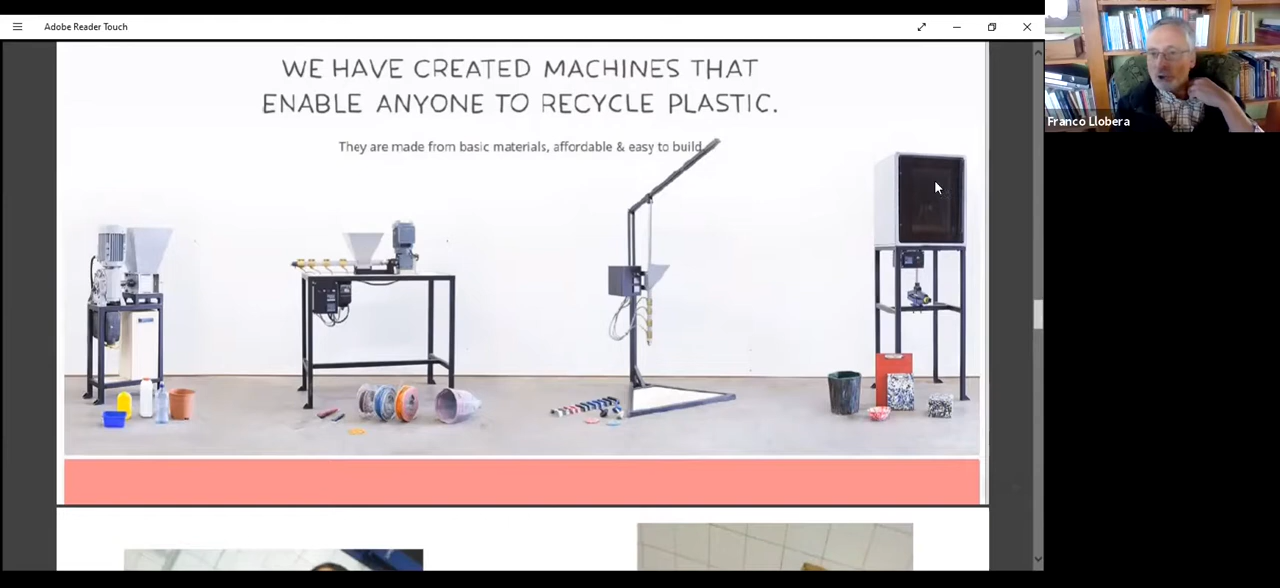 Adobe Reader Touch
WE HAVE CREATED MACHINES THAT
ENABLE ANYONE TO RECYCLE PLASTIC.
They are made from basic materials, affordable & easy to build
Franco Llobera